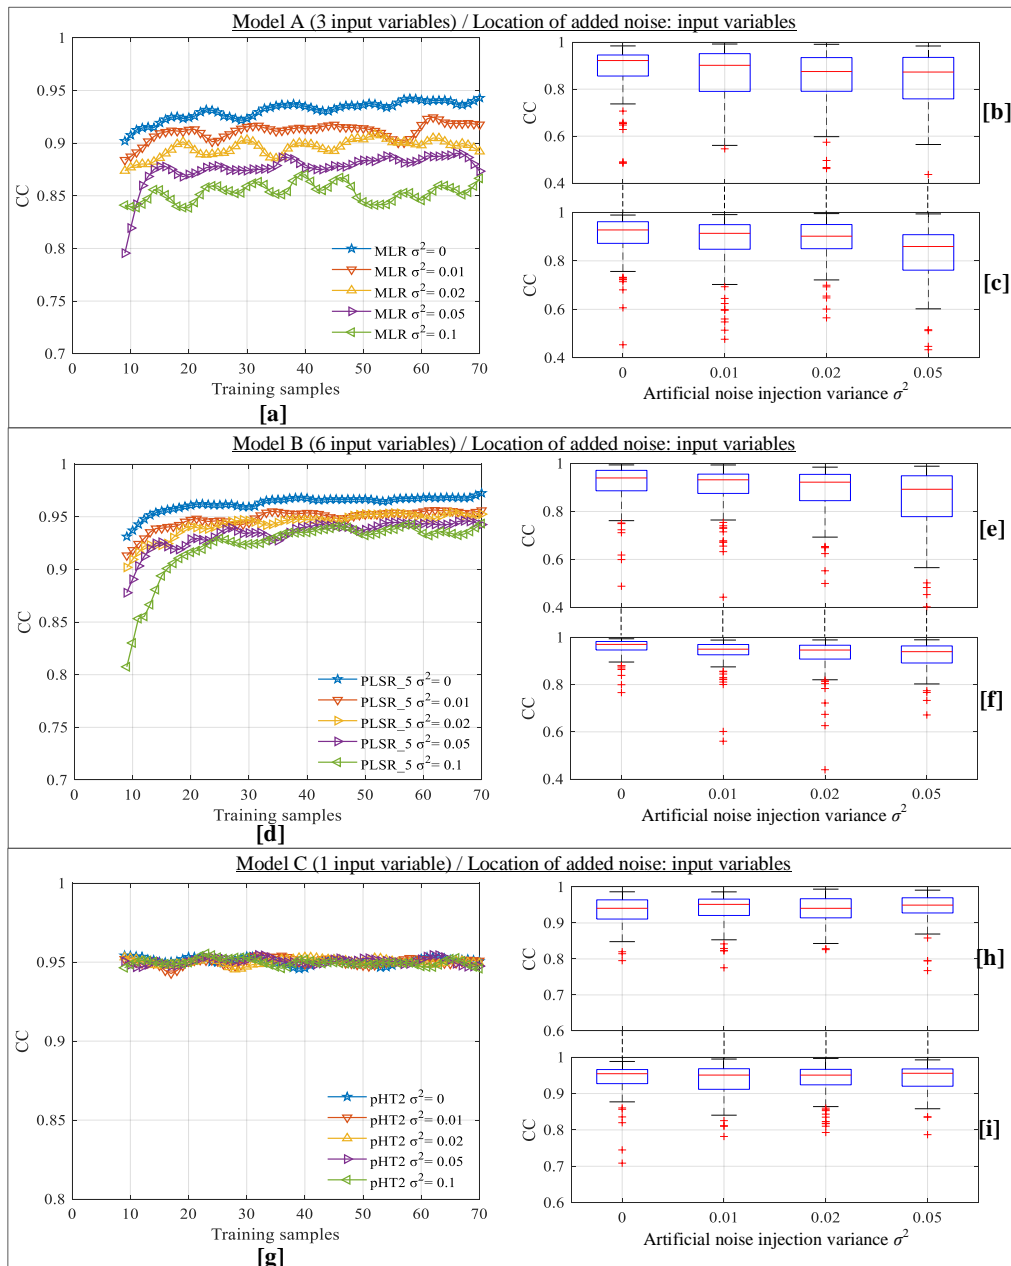 Model A (3 input variables) / Location of added noise: input variables
1
0.95
0.9
0.85
0.8
0.75
0.7
CC
0
10
20
30
40
50
60
70
Training samples
MLR σ²= 0
MLR σ²= 0.01
MLR σ²= 0.02
MLR σ²= 0.05
MLR σ²= 0.1
[a]
1
0.8
0.6
0.4
CC
[b]
1
0.8
0.6
0.4
CC
[c]
0
0.01
0.02
0.05
Artificial noise injection variance σ²
Model B (6 input variables) / Location of added noise: input variables
1
0.95
0.9
0.85
0.8
0.75
0.7
CC
0
10
20
30
40
50
60
70
Training samples
PLSR_5 σ²= 0
PLSR_5 σ²= 0.01
PLSR_5 σ²= 0.02
PLSR_5 σ²= 0.05
PLSR_5 σ²= 0.1
[d]
1
0.8
0.6
0.4
CC
[e]
1
0.8
0.6
0.4
CC
[f]
0
0.01
0.02
0.05
Artificial noise injection variance σ²
Model C (1 input variable) / Location of added noise: input variables
1
0.95
0.9
0.85
0.8
CC
0
10
20
30
40
50
60
70
Training samples
pHT2 σ²= 0
pHT2 σ²= 0.01
pHT2 σ²= 0.02
pHT2 σ²= 0.05
pHT2 σ²= 0.1
[g]
1
0.9
0.8
0.7
0.6
CC
[h]
1
0.9
0.8
0.7
0.6
CC
[i]
0
0.01
0.02
0.05
Artificial noise injection variance σ²